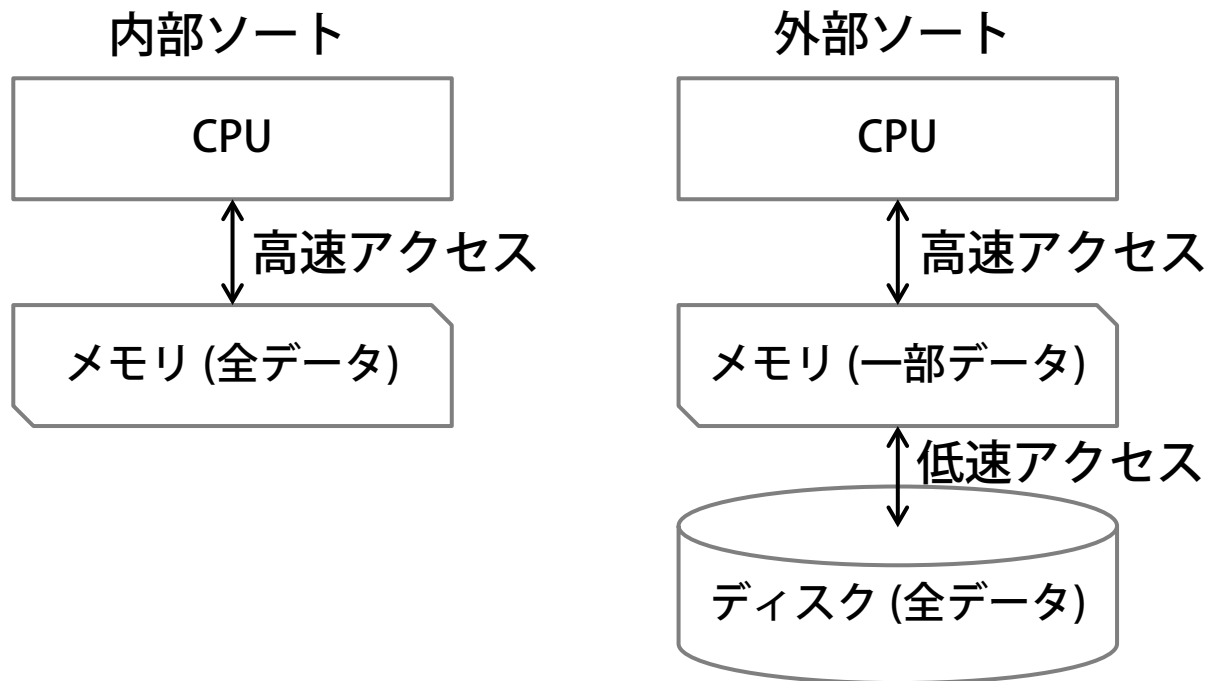 内部ソート
CPU
高速アクセス
メモリ (全データ)
外部ソート
CPU
高速アクセス
メモリ (一部データ)
低速アクセス
ディスク (全データ)